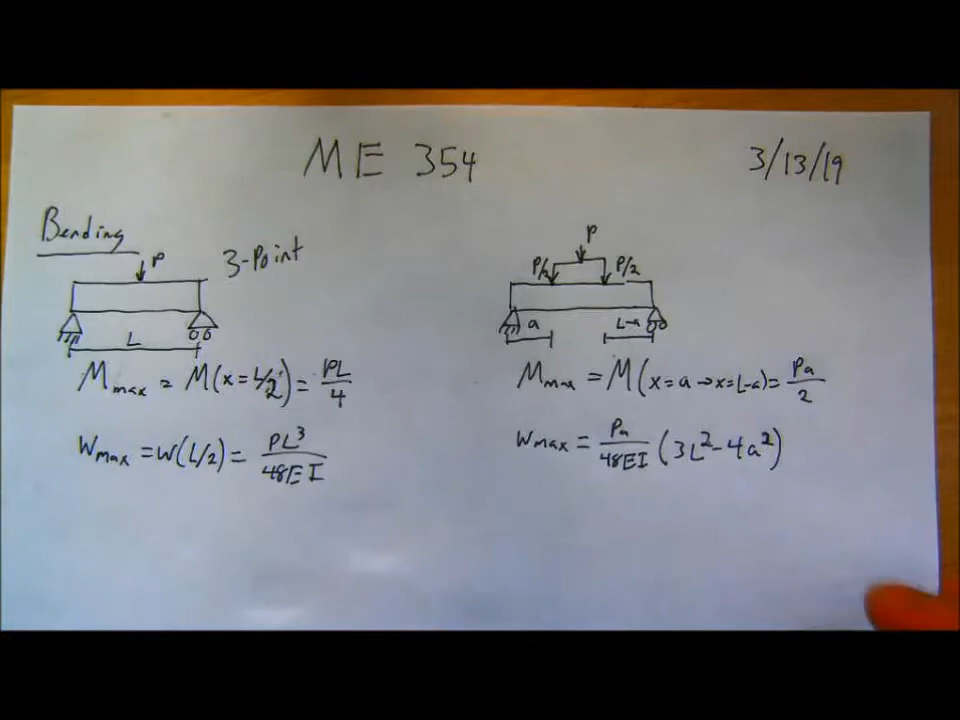 ME 354
3/13/19
Bending
P
3-Point
L
M max = M(x=L/2) = PL/4
Wmax = W(L/2) = PL³/48EI
P
P/2 P/2
a L-a
Mmax = M(x=a→x=L-a) = Pa/2
Wmax = Pa/48EI (3L²-4a²)